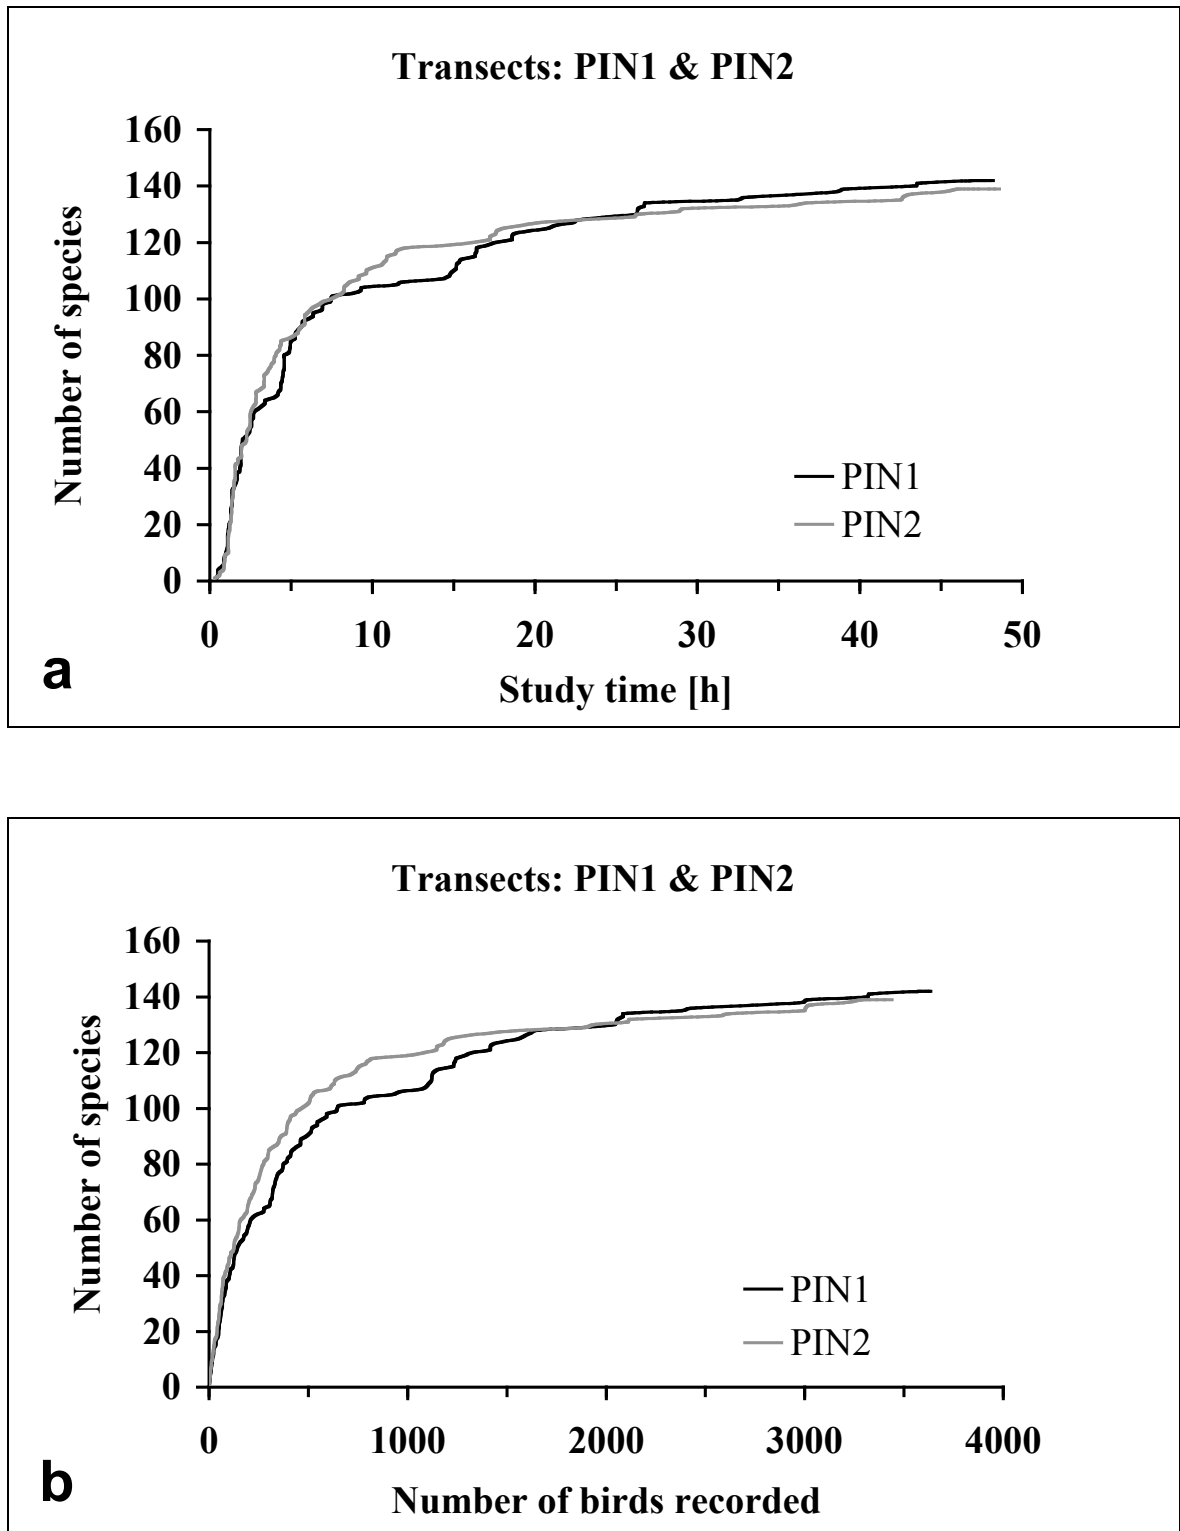 Transects: PIN1 & PIN2
Number of species
160
140
120
100
80
60
40
20
0
PIN1
PIN2
0 10 20 30 40 50
Study time [h]
a
Transects: PIN1 & PIN2
Number of species
160
140
120
100
80
60
40
20
0
PIN1
PIN2
0 1000 2000 3000 4000
Number of birds recorded
b